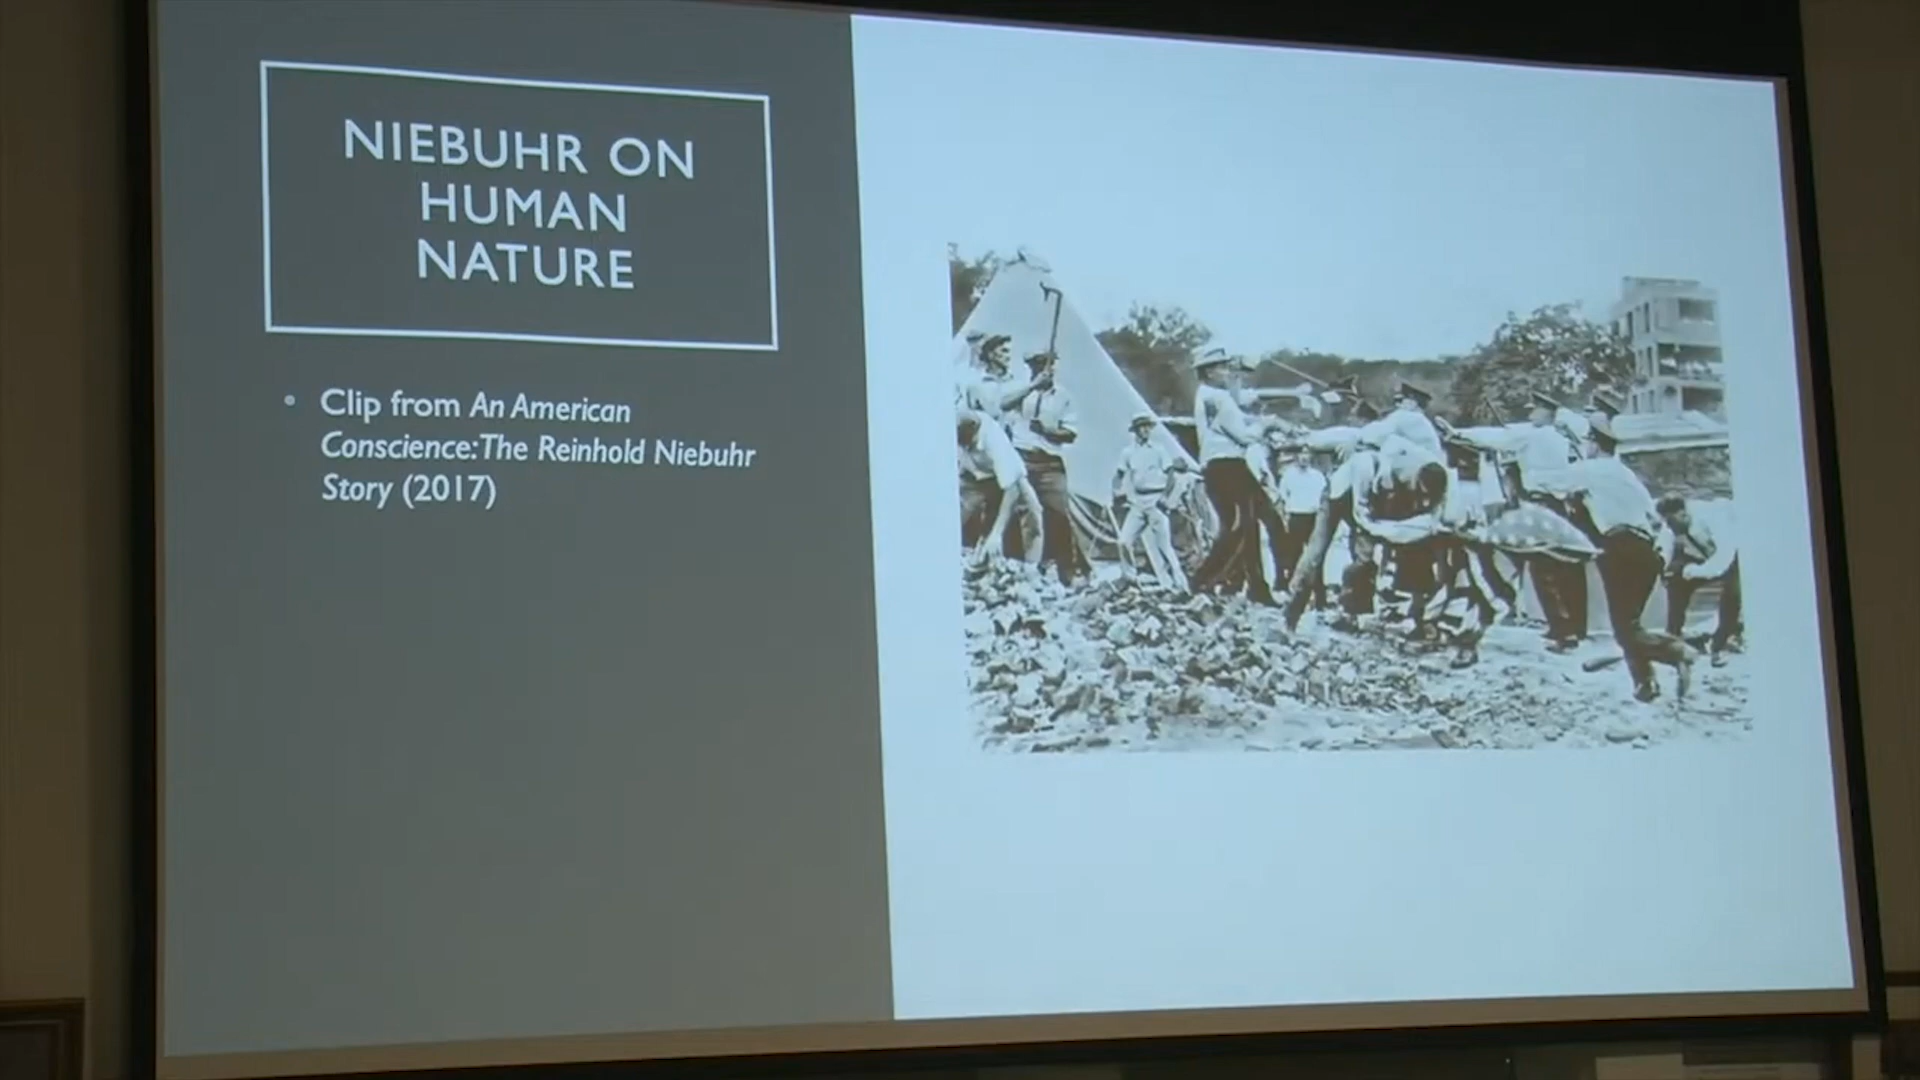 NIEBUHR ON
HUMAN
NATURE
• Clip from An American
Conscience: The Reinhold Niebuhr
Story (2017)